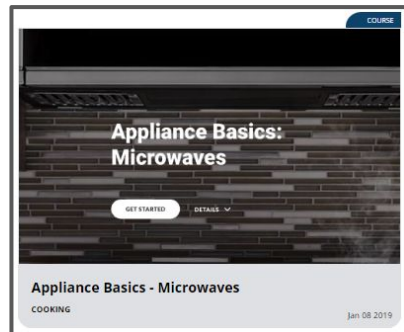 COURSE
Appliance Basics:
Microwaves
GET STARTED
DETAILS
Appliance Basics - Microwaves
COOKING
Jan 08 2019